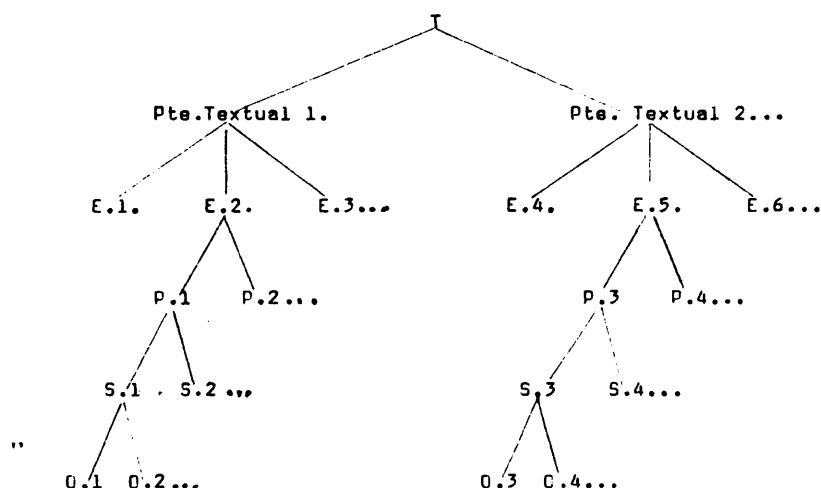 T
Pte.Textual 1. Pte. Textual 2...
E.1. E.2. E.3... E.4. E.5. E.6...
P.1 P.2... P.3 P.4...
S.1 S.2... S.3 S.4...
O.1 O.2... O.3 O.4...